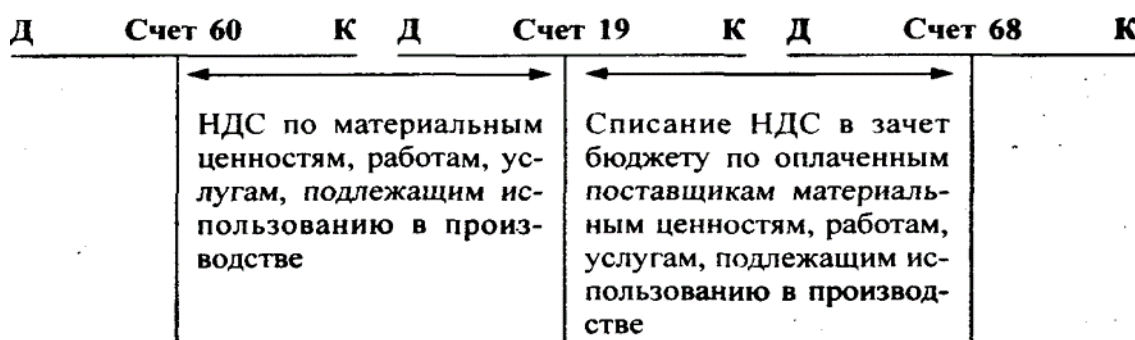 Д Счет 60 К Д Счет 19 К Д Счет 68 К
НДС по материальным
ценностям, работам, ус-
лугам, подлежащим ис-
пользованию в произ-
водстве
Списание НДС в зачет
бюджету по оплаченным
поставщикам материаль-
ным ценностям, работам,
услугам, подлежащим ис-
пользованию в производ-
стве